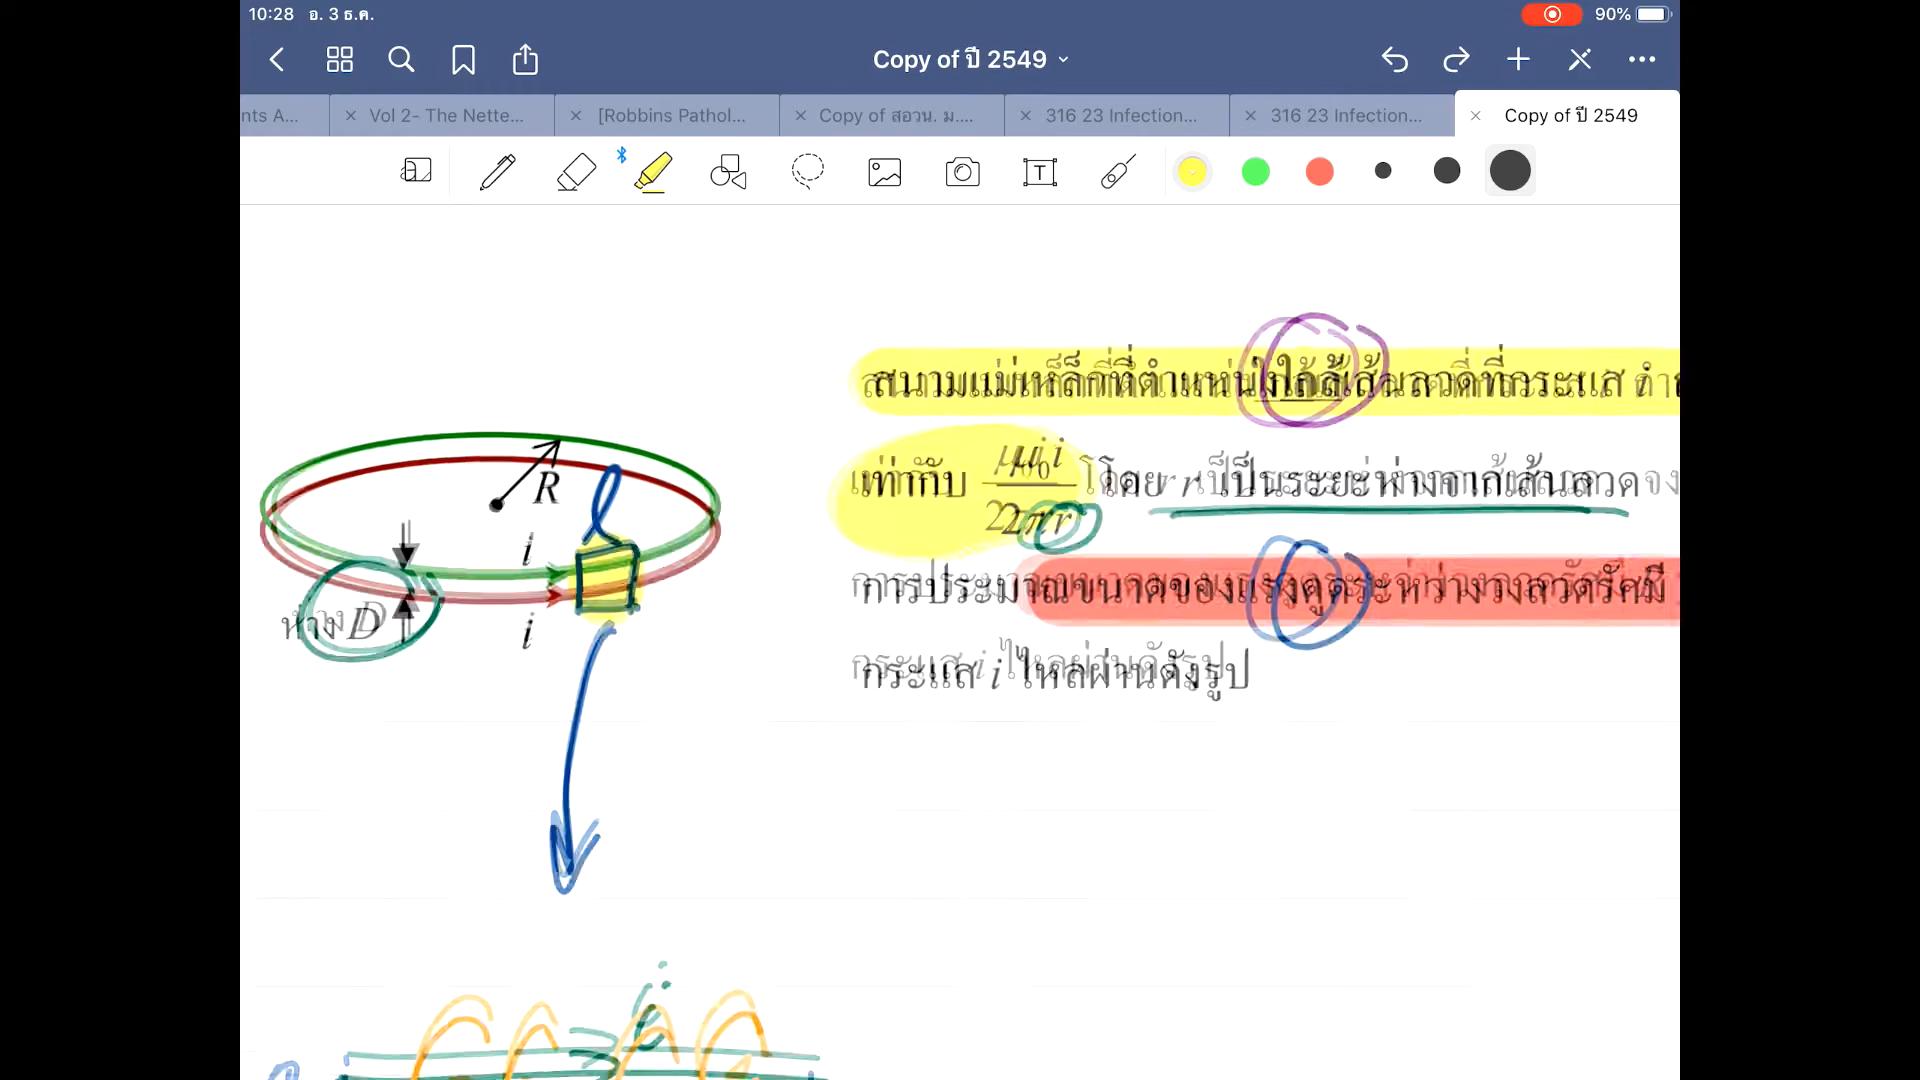 10:28 อ. 3 ธ.ค. 90%
Copy of ปี 2549
nts A... Vol 2- The Nette... [Robbins Pathol... Copy of สอวน. ม.... 316 23 Infection... 316 23 Infection... Copy of ปี 2549
สนามแม่เหล็กที่ตำแหน่งใกล้เส้นลวดที่กระแส i
เท่ากับ μ₀i / 2πr โดย r เป็นระยะห่างจากเส้นลวด จง
การประมาณขนาดของแรงดูดระหว่างวงลวดรัศมี
กระแส i ไหลผ่านดังรูป
R
i
ห่าง D
i
i